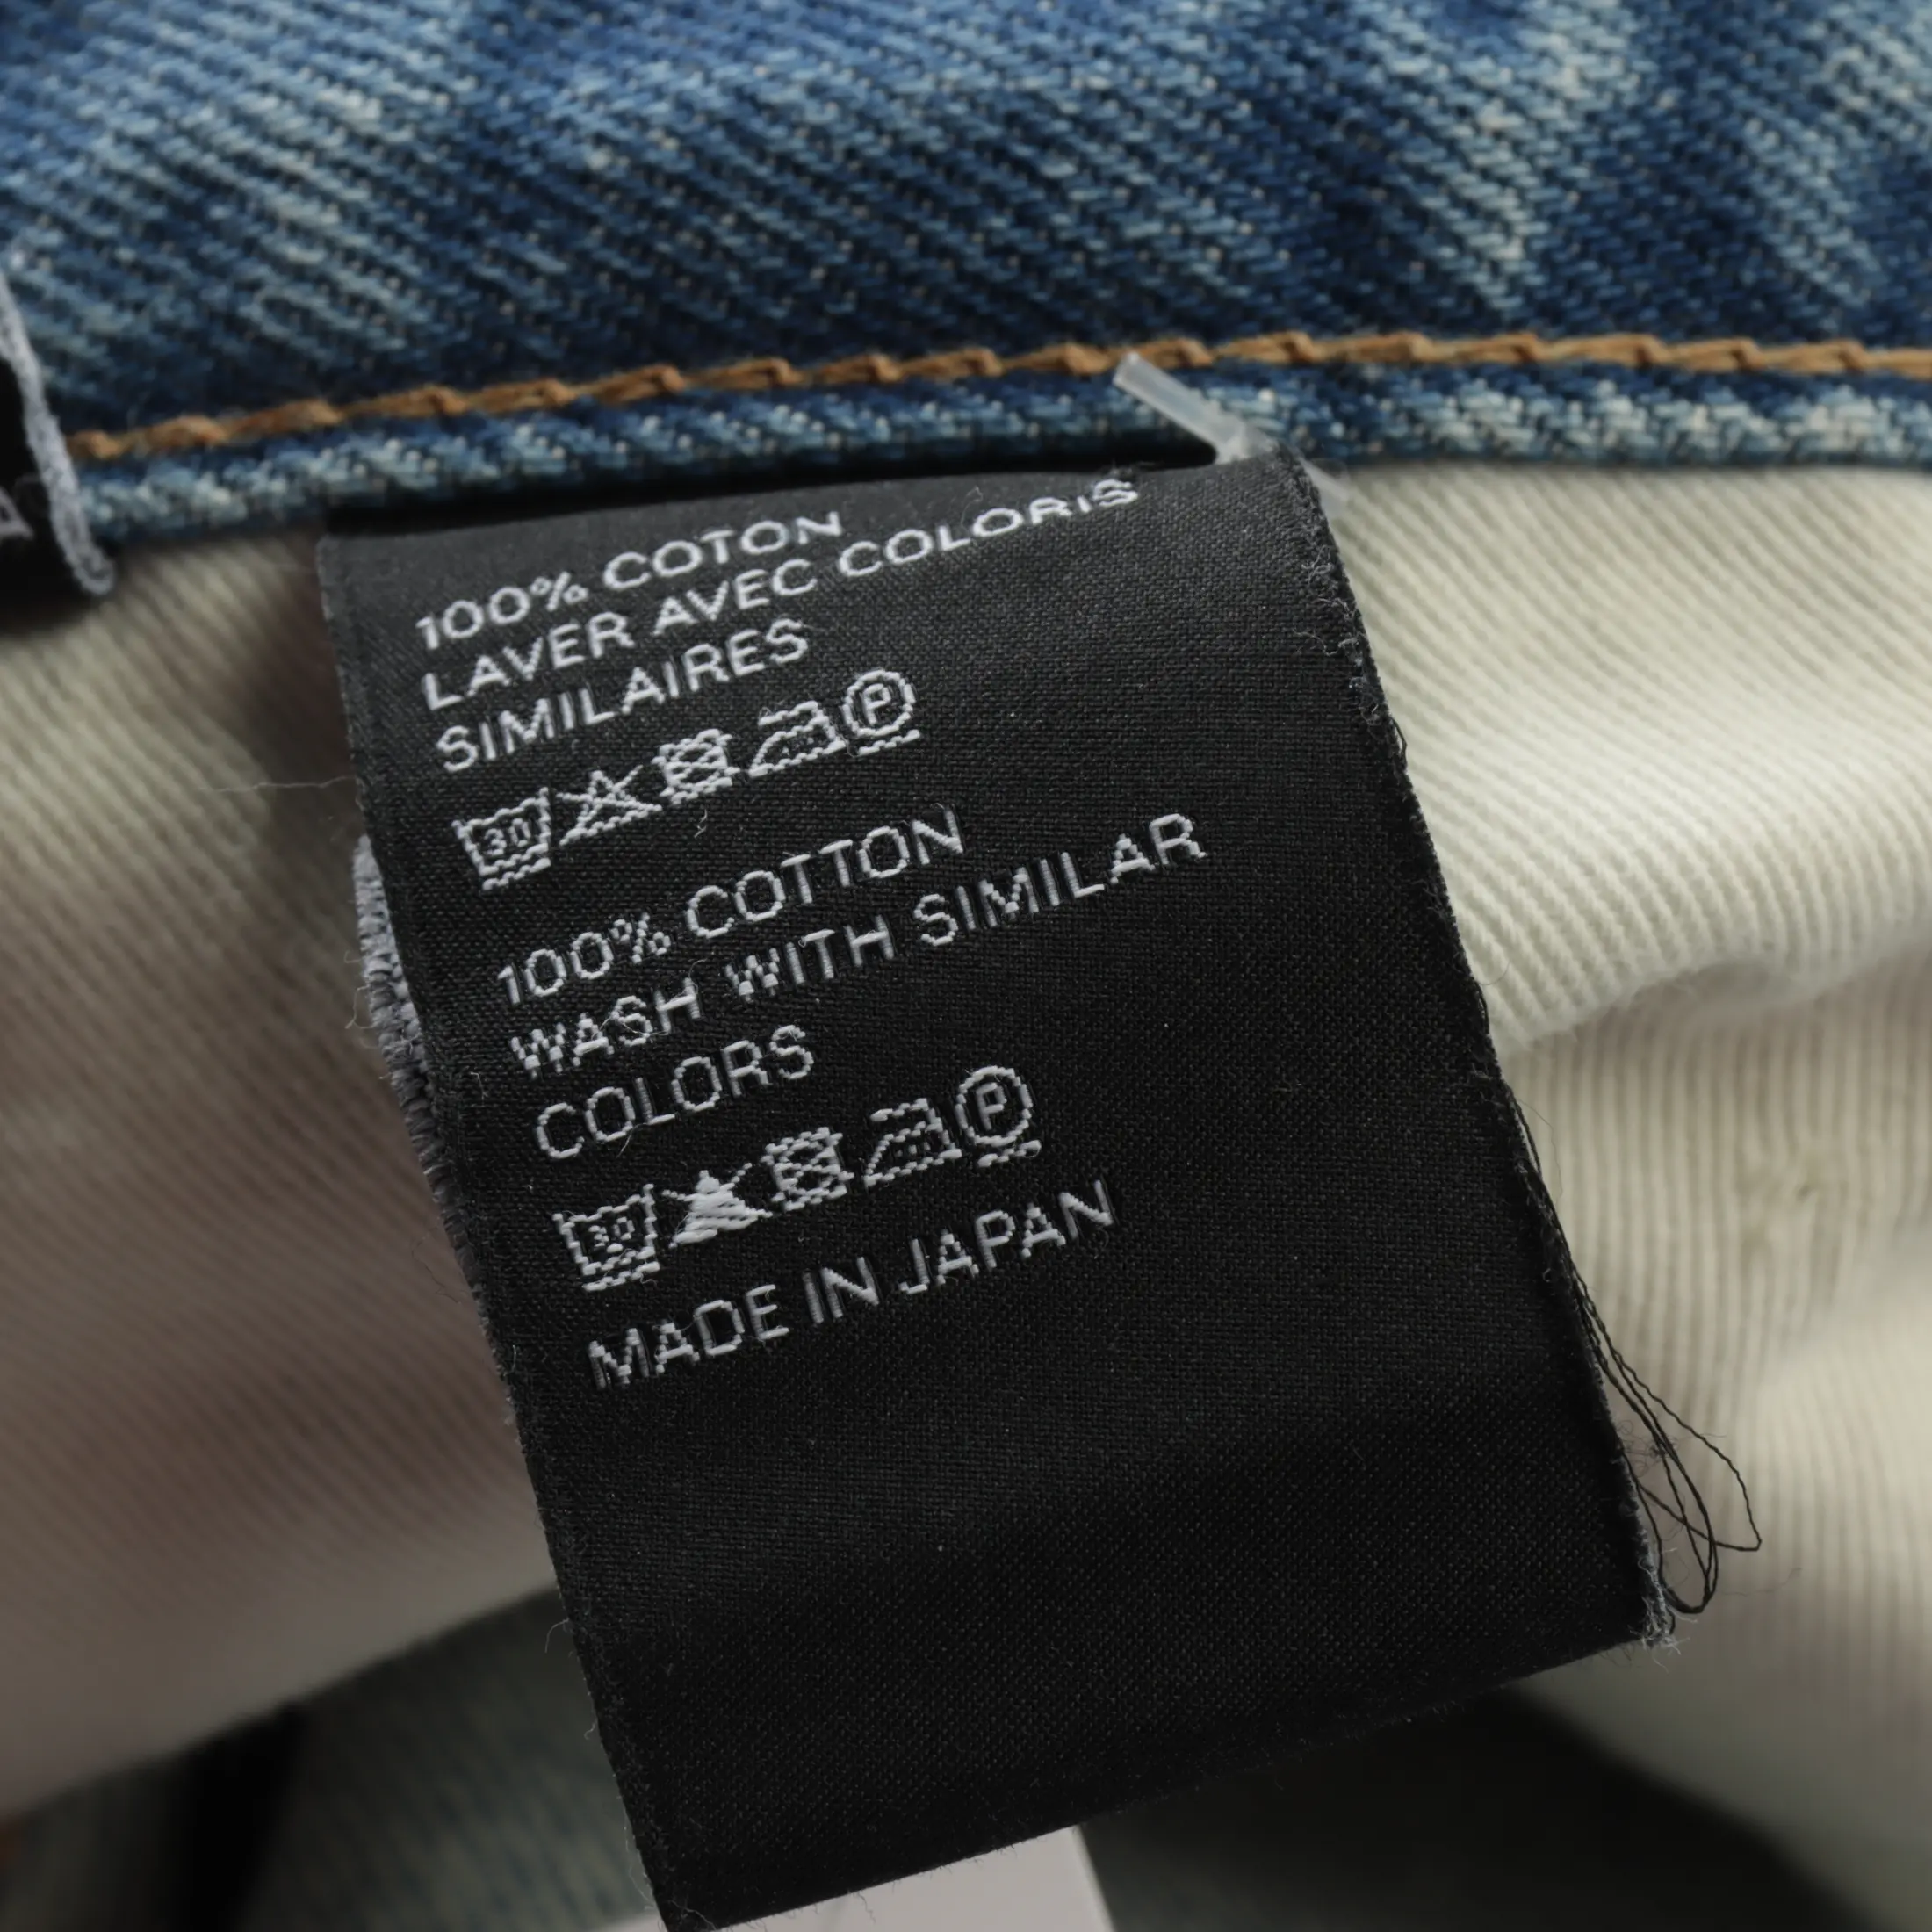 100% COTON
LAVER AVEC COLORIS
SIMILAIRES
30 P
100% COTTON
WASH WITH SIMILAR
COLORS
30 P
MADE IN JAPAN